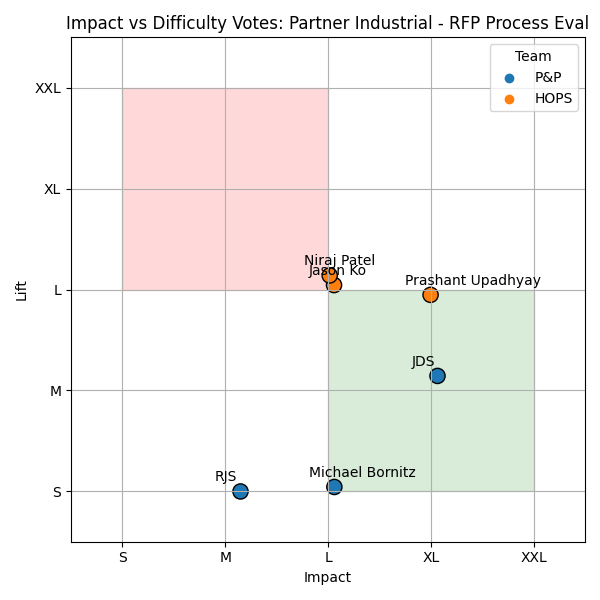 Impact vs Difficulty Votes: Partner Industrial - RFP Process Eval
Team
P&P
HOPS
XXL
XL
L
M
S
Lift
Niraj Patel
Jason Ko
Prashant Upadhyay
JDS
Michael Bornitz
RJS
S
M
L
XL
XXL
Impact